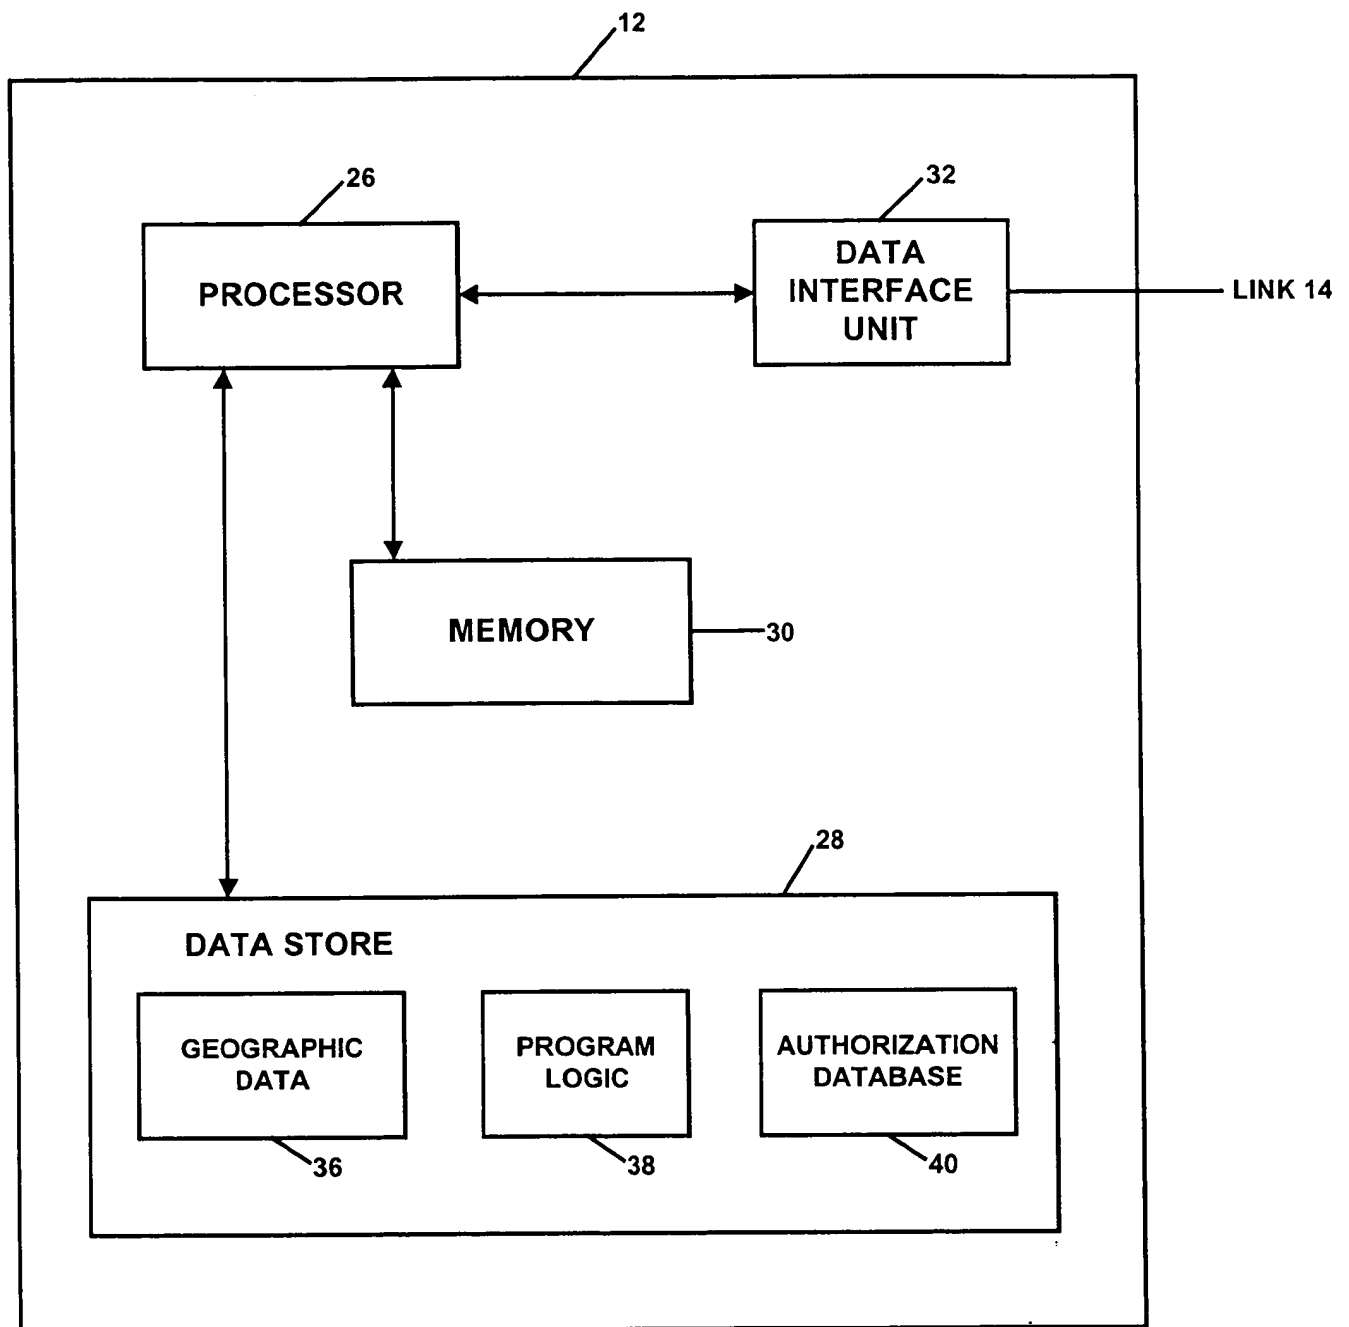 12
26
32
PROCESSOR
DATA
INTERFACE
UNIT
LINK 14
MEMORY
30
28
DATA STORE
GEOGRAPHIC
DATA
PROGRAM
LOGIC
AUTHORIZATION
DATABASE
36
38
40